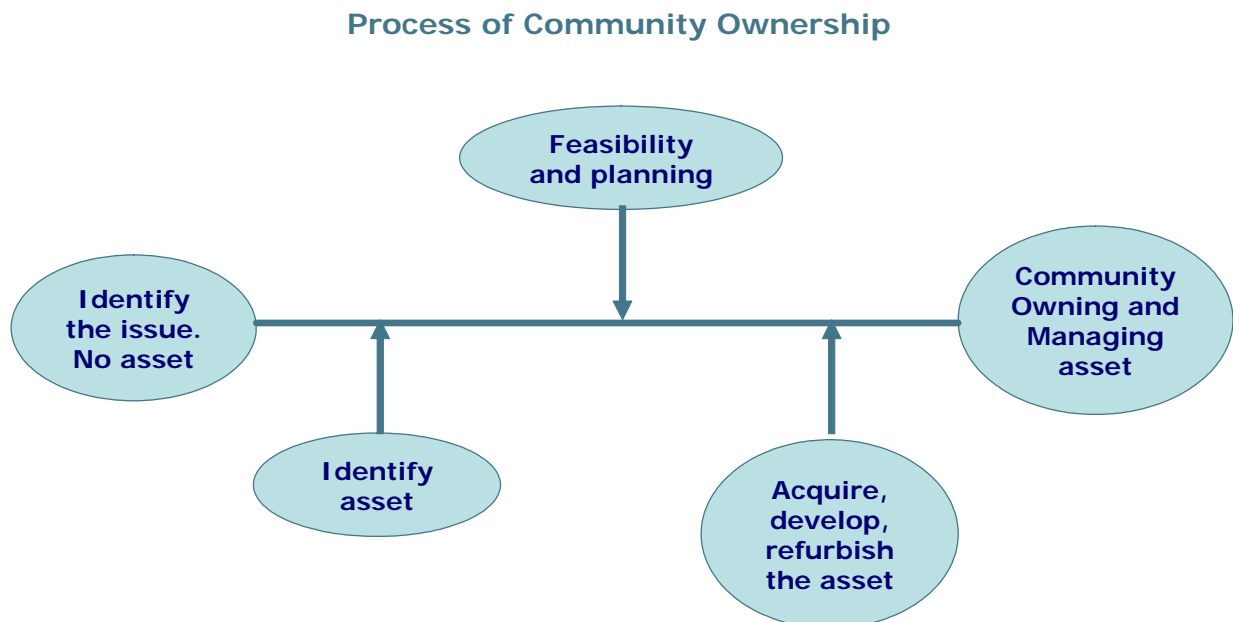 Process of Community Ownership
Feasibility
and planning
Identify
the issue.
No asset
Community
Owning and
Managing
asset
Identify
asset
Acquire,
develop,
refurbish
the asset